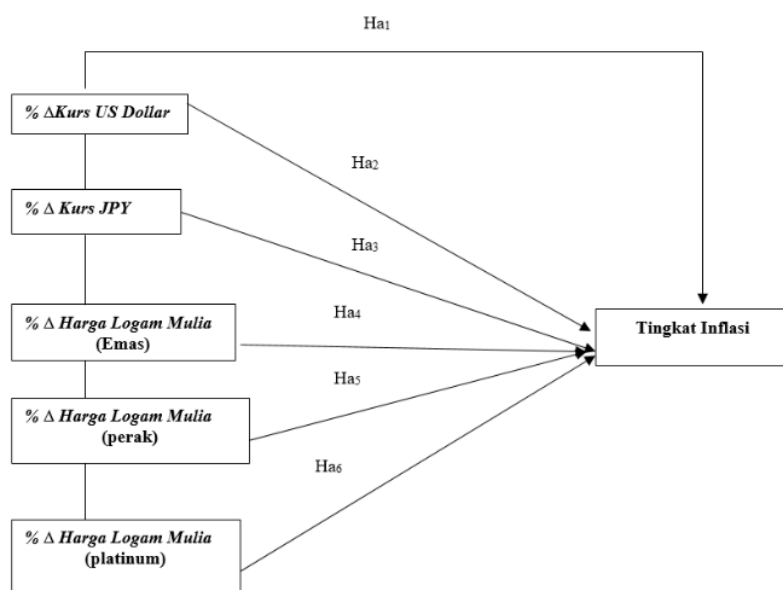 Ha1
% ΔKurs US Dollar
Ha2
% Δ Kurs JPY
Ha3
% Δ Harga Logam Mulia
(Emas)
Ha4
Tingkat Inflasi
% Δ Harga Logam Mulia
(perak)
Ha5
Ha6
% Δ Harga Logam Mulia
(platinum)